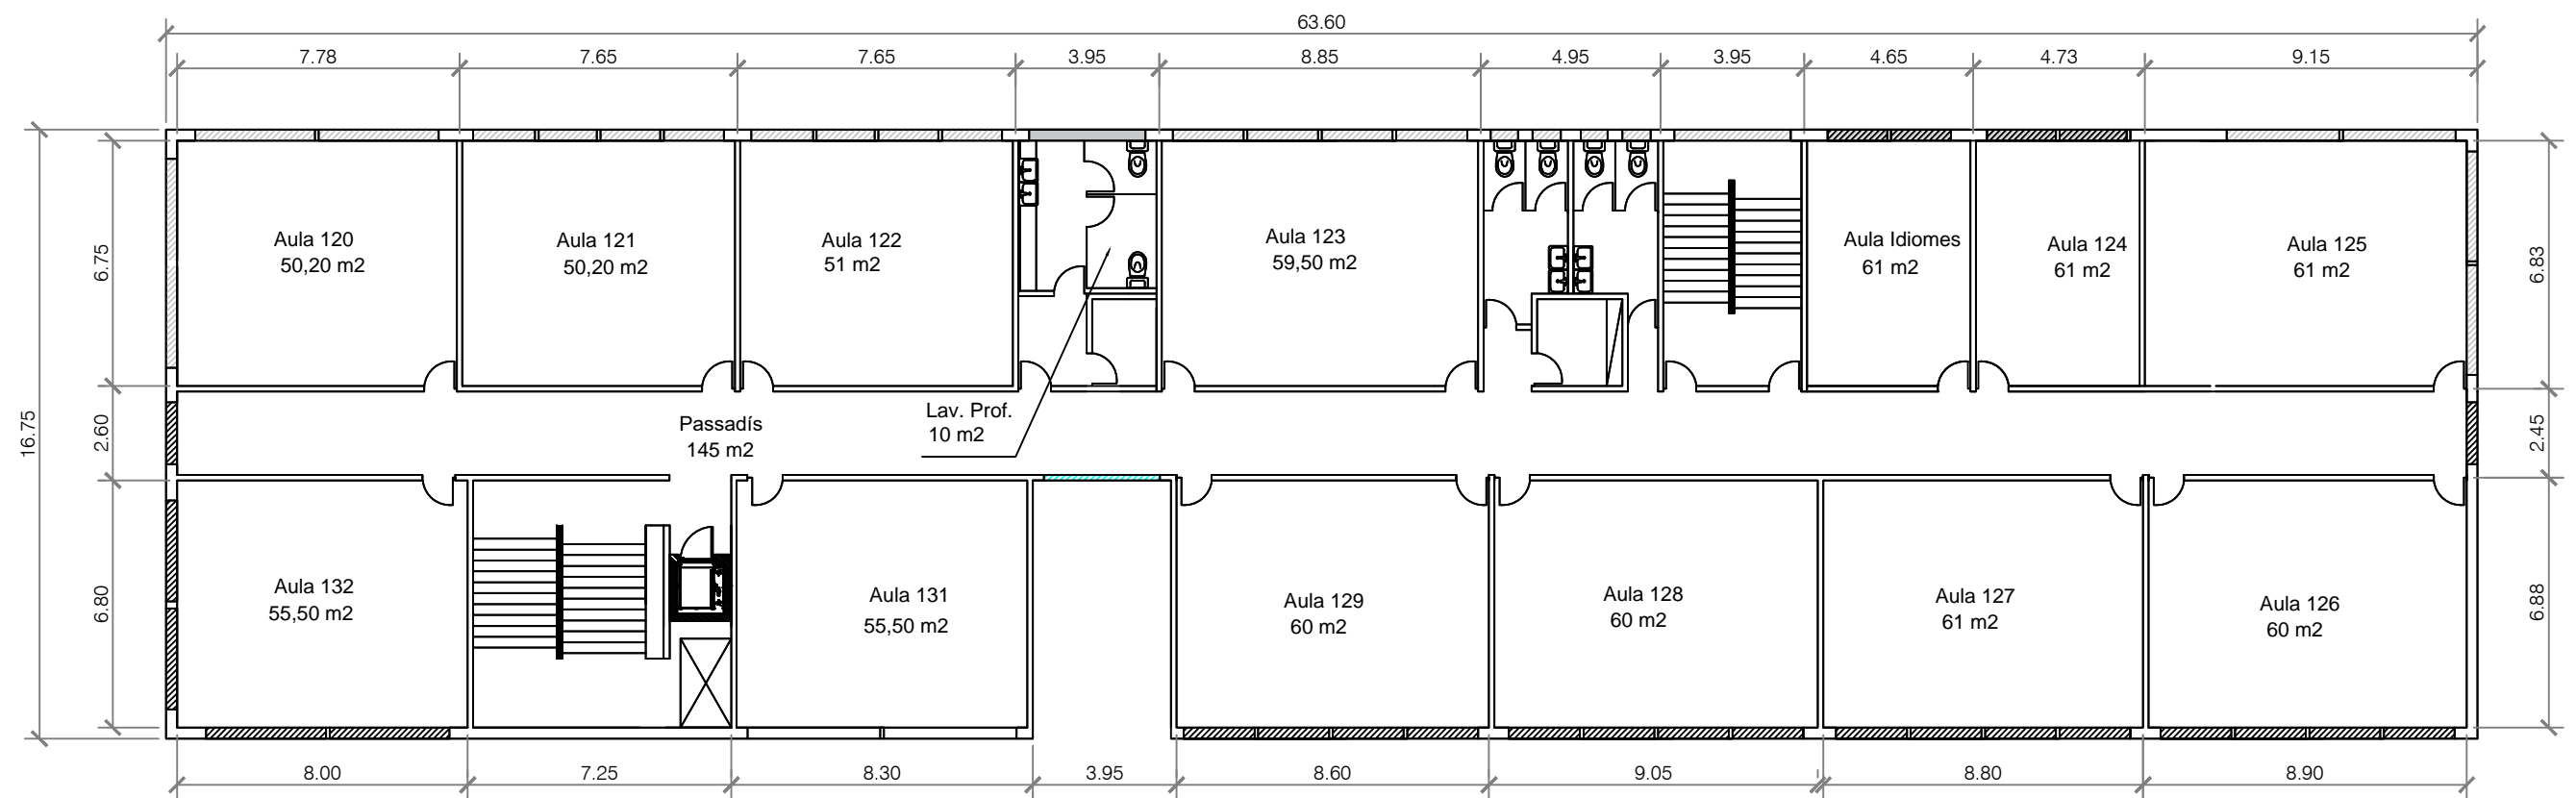 63.60
7.78
7.65
7.65
3.95
8.85
4.95
3.95
4.65
4.73
9.15
16.75
6.75
2.60
6.80
6.83
2.45
6.88
Aula 120
50,20 m2
Aula 121
50,20 m2
Aula 122
51 m2
Aula 123
59,50 m2
Aula Idiomes
61 m2
Aula 124
61 m2
Aula 125
61 m2
Passadís
145 m2
Lav. Prof.
10 m2
Aula 132
55,50 m2
Aula 131
55,50 m2
Aula 129
60 m2
Aula 128
60 m2
Aula 127
61 m2
Aula 126
60 m2
8.00
7.25
8.30
3.95
8.60
9.05
8.80
8.90